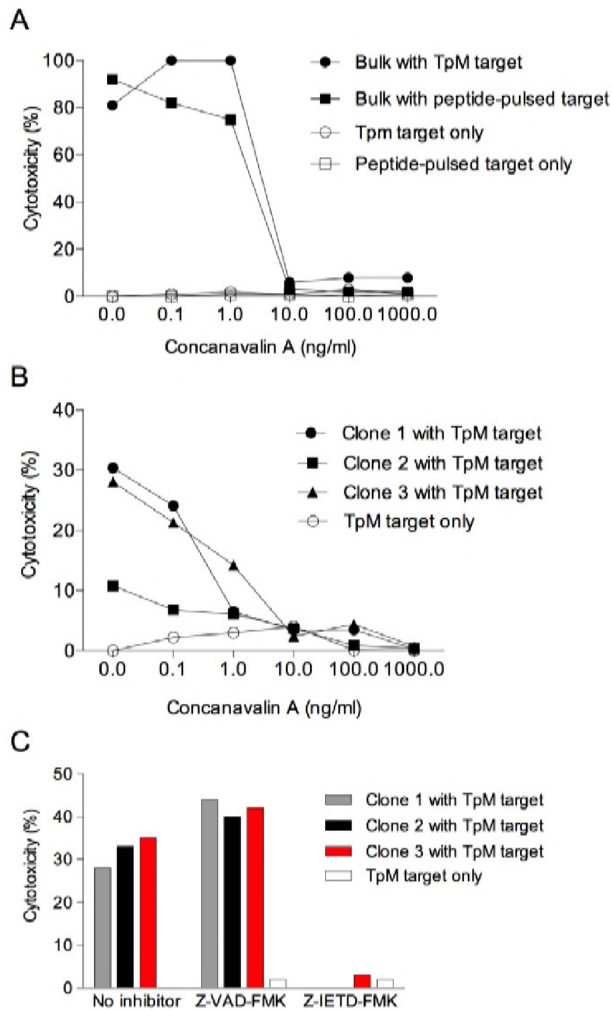 A
100
80
60
40
20
0
Cytotoxicity (%)
0.0 0.1 1.0 10.0 100.0 1000.0
Concanavalin A (ng/ml)
Bulk with TpM target
Bulk with peptide-pulsed target
Tpm target only
Peptide-pulsed target only
B
40
30
20
10
0
Cytotoxicity (%)
0.0 0.1 1.0 10.0 100.0 1000.0
Concanavalin A (ng/ml)
Clone 1 with TpM target
Clone 2 with TpM target
Clone 3 with TpM target
TpM target only
C
50
40
30
20
10
0
Cytotoxicity (%)
No inhibitor Z-VAD-FMK Z-IETD-FMK
Clone 1 with TpM target
Clone 2 with TpM target
Clone 3 with TpM target
TpM target only